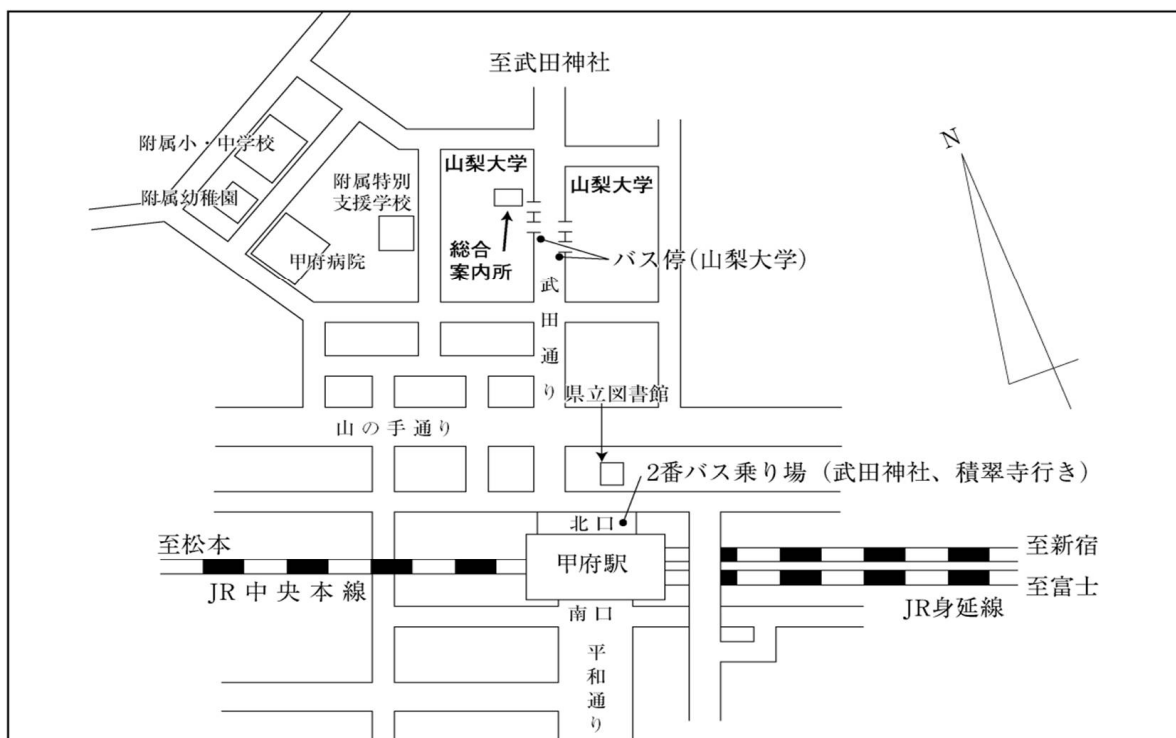 至武田神社
附属小・中学校
附属幼稚園
附属特別
支援学校
甲府病院
山梨大学
山梨大学
総合
案内所
バス停(山梨大学)
N
武田通り
県立図書館
山の手通り
2番バス乗り場（武田神社、積翠寺行き）
北口
至松本
甲府駅
至新宿
至富士
JR中央本線
JR身延線
南口
平和通り